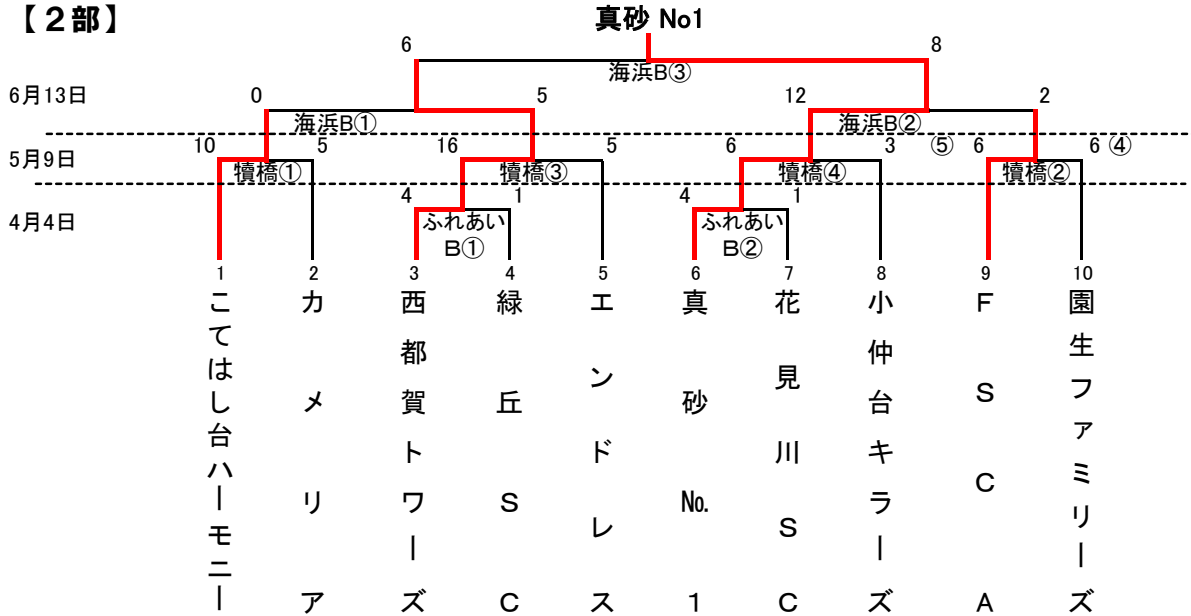 【２部】
真砂 No1
6 8
海浜B③
6月13日
0 5 12 2
海浜B① 海浜B②
5月9日
10 5 16 5 6 3 ⑤ 6 6 ④
犢橋① 犢橋③ 犢橋④ 犢橋②
4月4日
4 1 4 1
ふれあい ふれあい
B① B②
1 2 3 4 5 6 7 8 9 10
こてはし台ハーモニー
カメリア
西都賀トワーズ
緑丘SC
エンドレス
真砂№1
花見川SC
小仲台キラーズ
FSCA
園生ファミリーズ